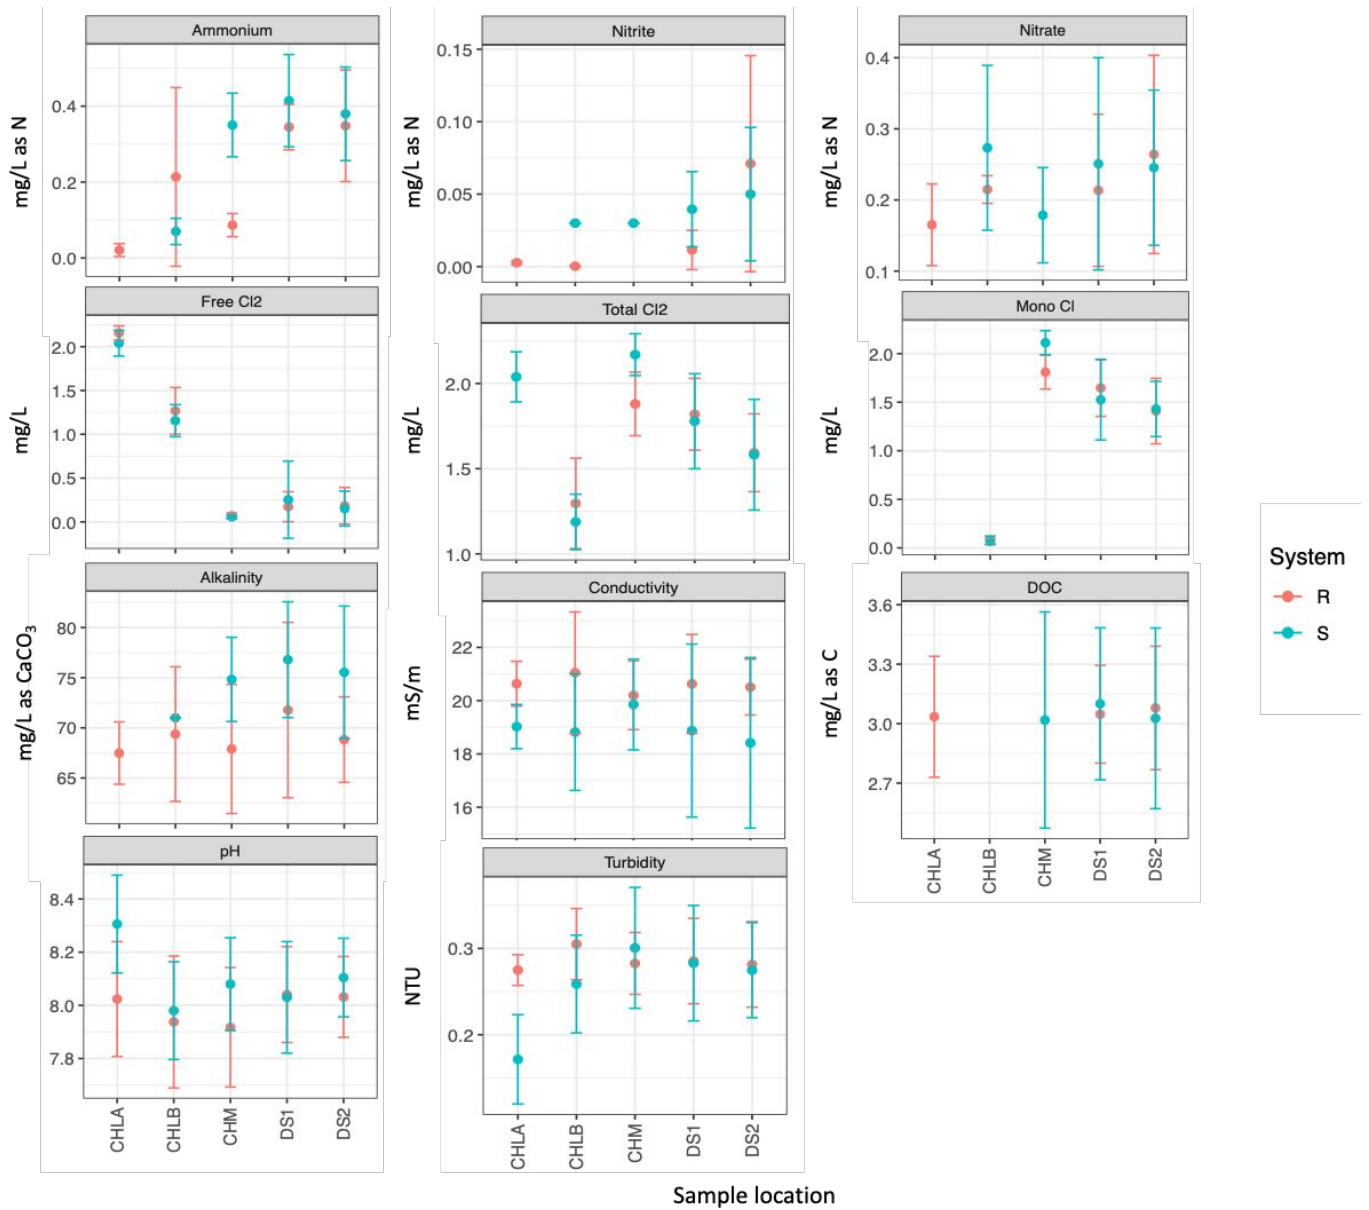 Ammonium
mg/L as N
0.4
0.2
0.0
Nitrite
mg/L as N
0.15
0.10
0.05
0.00
Nitrate
mg/L as N
0.4
0.3
0.2
0.1
Free Cl2
mg/L
2.0
1.5
1.0
0.5
0.0
Total Cl2
mg/L
2.0
1.5
1.0
Mono Cl
mg/L
2.0
1.5
1.0
0.5
0.0
Alkalinity
mg/L as CaCO₃
80
75
70
65
Conductivity
mS/m
22
20
18
16
DOC
mg/L as C
3.6
3.3
3.0
2.7
CHLA CHLB CHM DS1 DS2
System
R
S
pH
8.4
8.2
8.0
7.8
CHLA CHLB CHM DS1 DS2
Turbidity
NTU
0.3
0.2
CHLA CHLB CHM DS1 DS2
Sample location